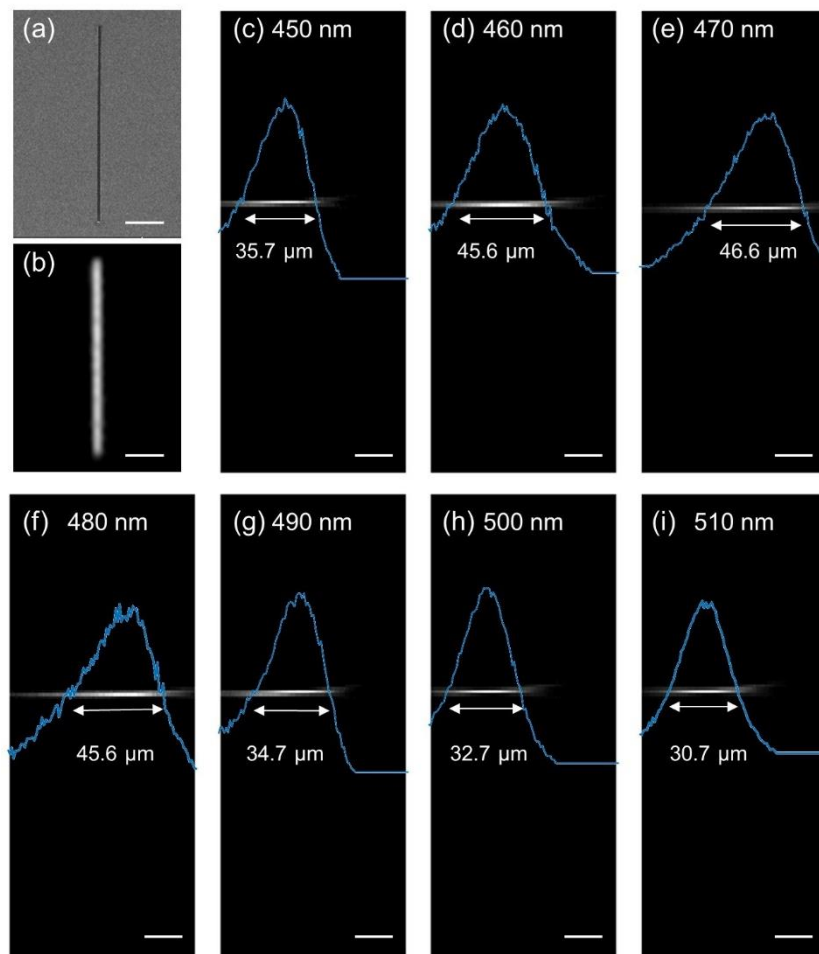 (a)
(b)
(c) 450 nm
35.7 µm
(d) 460 nm
45.6 µm
(e) 470 nm
46.6 µm
(f) 480 nm
45.6 µm
(g) 490 nm
34.7 µm
(h) 500 nm
32.7 µm
(i) 510 nm
30.7 µm